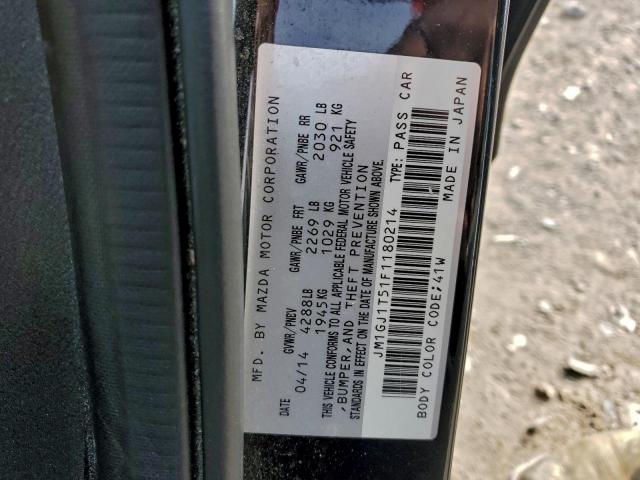 MFD. BY MAZDA MOTOR CORPORATION
DATE GVWR/PNBV GAWR/PNBE FRT GAWR/PNBE RR
04/14 4288LB 2269 LB 2030 LB
1945KG 1029 KG 921 KG
THIS VEHICLE CONFORMS TO ALL APPLICABLE FEDERAL MOTOR VEHICLE SAFETY
,BUMPER,AND THEFT PREVENTION
STANDARDS IN EFFECT ON THE DATE OF MANUFACTURE SHOWN ABOVE.
JM1GJ1T51F1180214 TYPE: PASS CAR
BODY COLOR CODE;41W MADE IN JAPAN